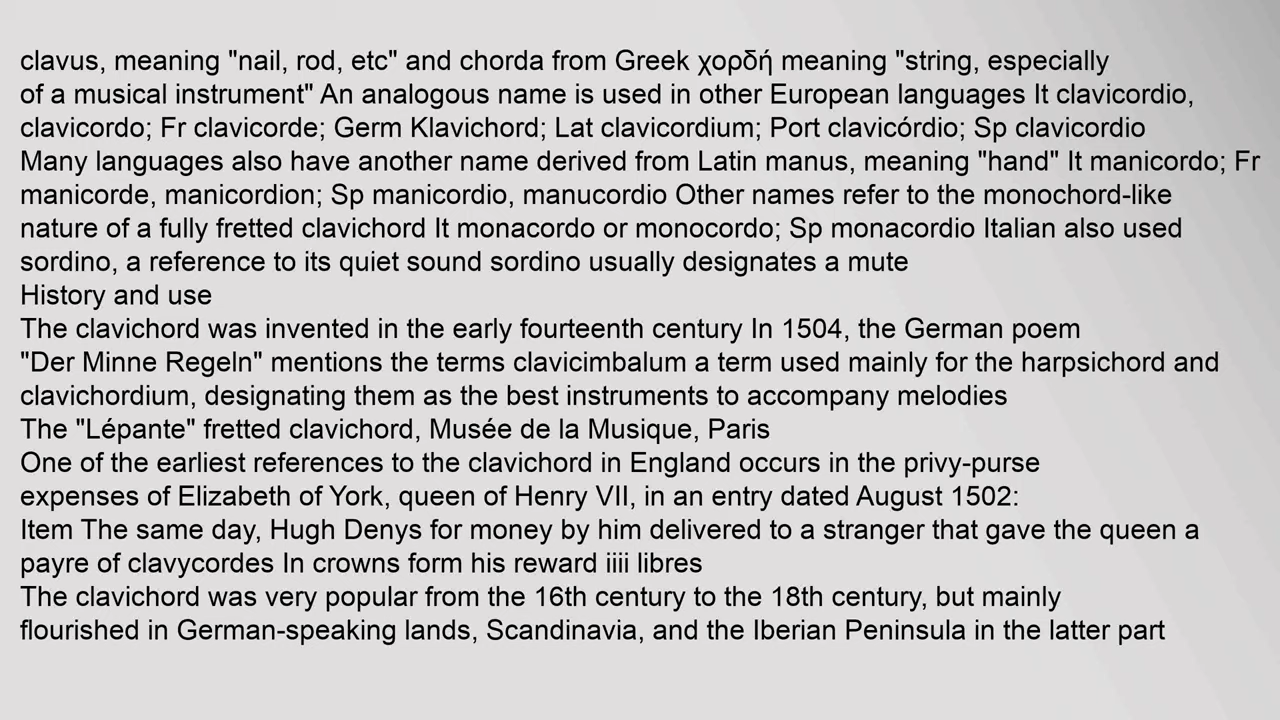 clavus, meaning "nail, rod, etc" and chorda from Greek χορδή meaning "string, especially
of a musical instrument" An analogous name is used in other European languages It clavicordio,
clavicordo; Fr clavicorde; Germ Klavichord; Lat clavicordium; Port clavicórdio; Sp clavicordio
Many languages also have another name derived from Latin manus, meaning "hand" It manicordo; Fr
manicorde, manicordion; Sp manicordio, manucordio Other names refer to the monochord-like
nature of a fully fretted clavichord It monacordo or monocordo; Sp monacordio Italian also used
sordino, a reference to its quiet sound sordino usually designates a mute
History and use
The clavichord was invented in the early fourteenth century In 1504, the German poem
"Der Minne Regeln" mentions the terms clavicimbalum a term used mainly for the harpsichord and
clavichordium, designating them as the best instruments to accompany melodies
The "Lépante" fretted clavichord, Musée de la Musique, Paris
One of the earliest references to the clavichord in England occurs in the privy-purse
expenses of Elizabeth of York, queen of Henry VII, in an entry dated August 1502:
Item The same day, Hugh Denys for money by him delivered to a stranger that gave the queen a
payre of clavycordes In crowns form his reward iiii libres
The clavichord was very popular from the 16th century to the 18th century, but mainly
flourished in German-speaking lands, Scandinavia, and the Iberian Peninsula in the latter part